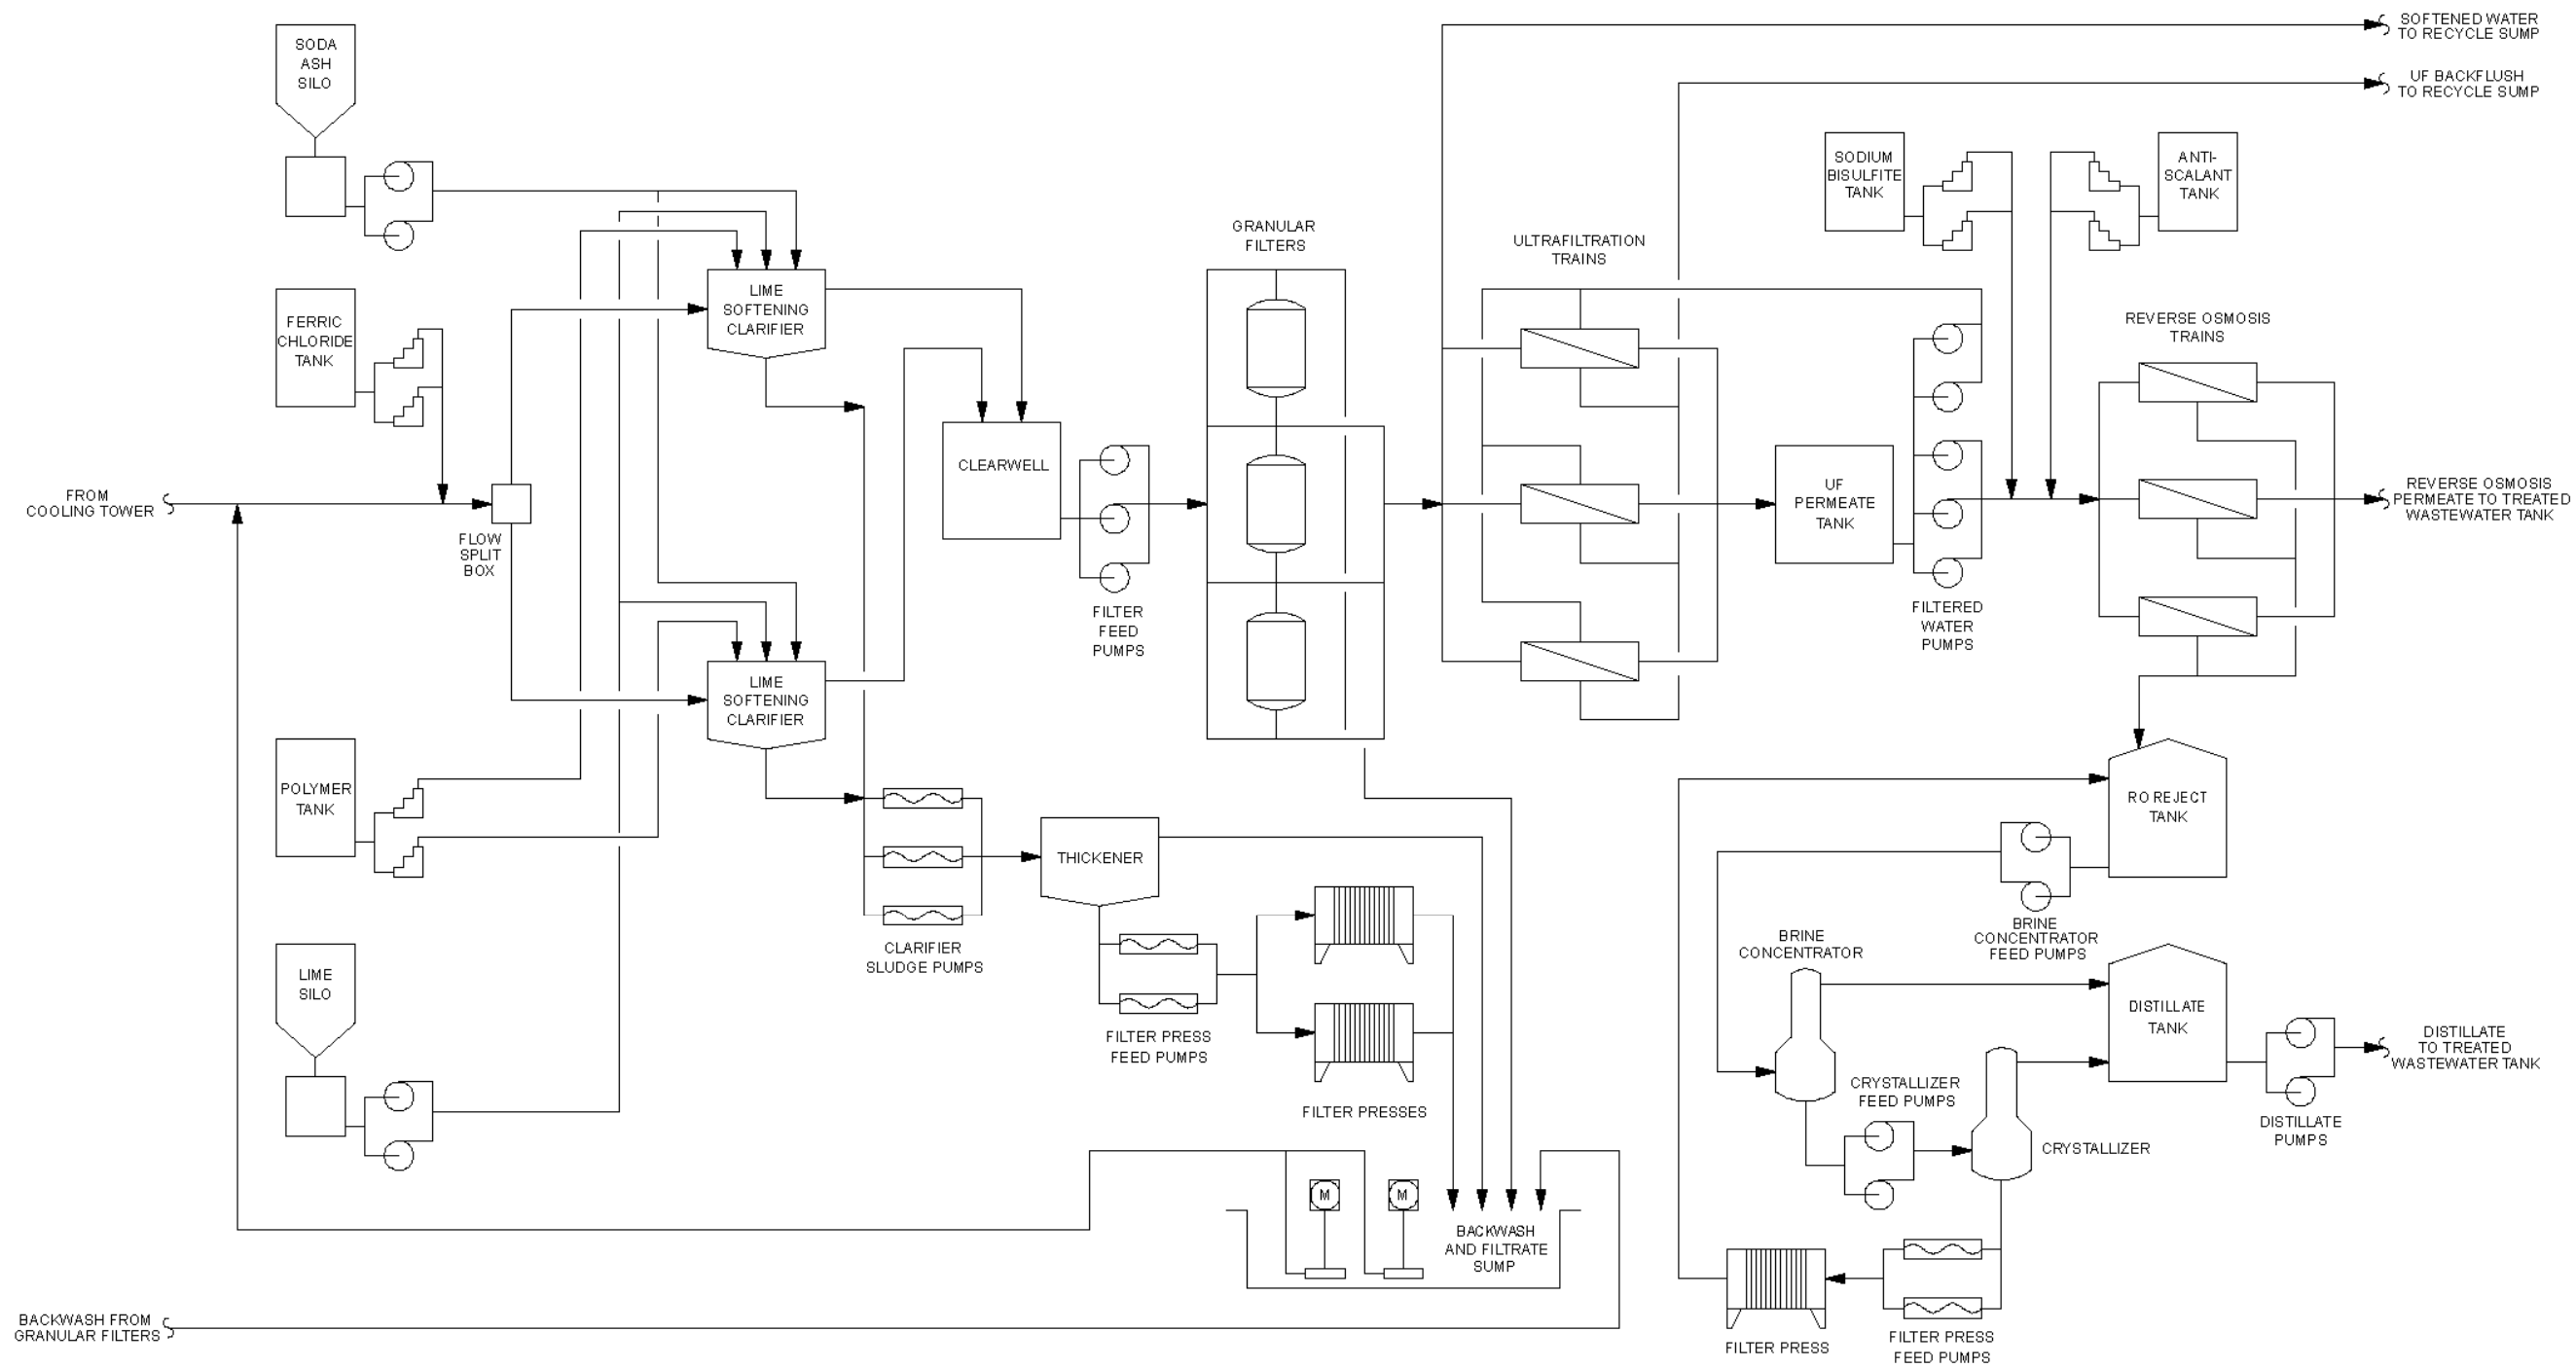 SOFTENED WATER
TO RECYCLE SUMP
UF BACKFLUSH
TO RECYCLE SUMP
SODA
ASH
SILO
SODIUM
BISULFITE
TANK
ANTI-
SCALANT
TANK
GRANULAR
FILTERS
ULTRAFILTRATION
TRAINS
LIME
SOFTENING
CLARIFIER
FERRIC
CHLORIDE
TANK
REVERSE OSMOSIS
TRAINS
CLEARWELL
FROM
COOLING TOWER
FLOW
SPLIT
BOX
UF
PERMEATE
TANK
REVERSE OSMOSIS
PERMEATE TO TREATED
WASTEWATER TANK
FILTER
FEED
PUMPS
FILTERED
WATER
PUMPS
LIME
SOFTENING
CLARIFIER
POLYMER
TANK
RO REJECT
TANK
THICKENER
CLARIFIER
SLUDGE PUMPS
BRINE
CONCENTRATOR
FEED PUMPS
BRINE
CONCENTRATOR
LIME
SILO
DISTILLATE
TANK
FILTER PRESS
FEED PUMPS
DISTILLATE
TO TREATED
WASTEWATER TANK
CRYSTALLIZER
FEED PUMPS
FILTER PRESSES
DISTILLATE
PUMPS
CRYSTALLIZER
M
M
BACKWASH
AND FILTRATE
SUMP
BACKWASH FROM
GRANULAR FILTERS
FILTER PRESS
FILTER PRESS
FEED PUMPS